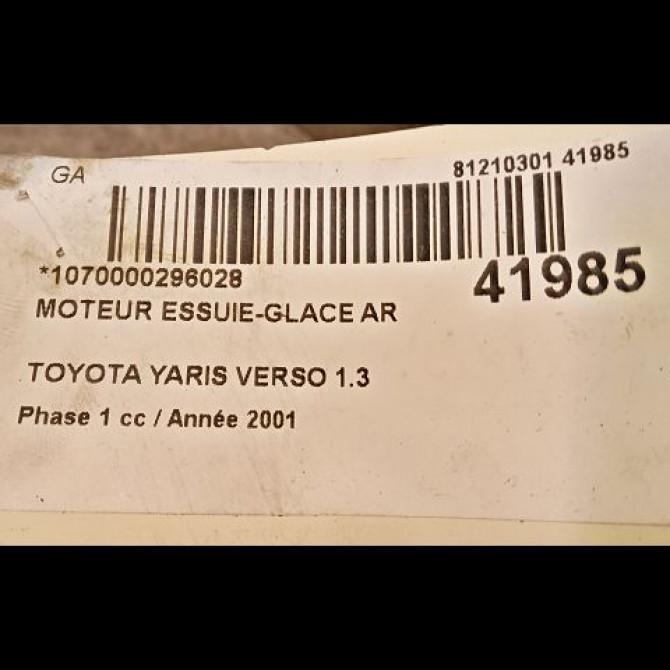 GA
81210301 41985
*1070000296028
41985
MOTEUR ESSUIE-GLACE AR
TOYOTA YARIS VERSO 1.3
Phase 1 cc / Année 2001